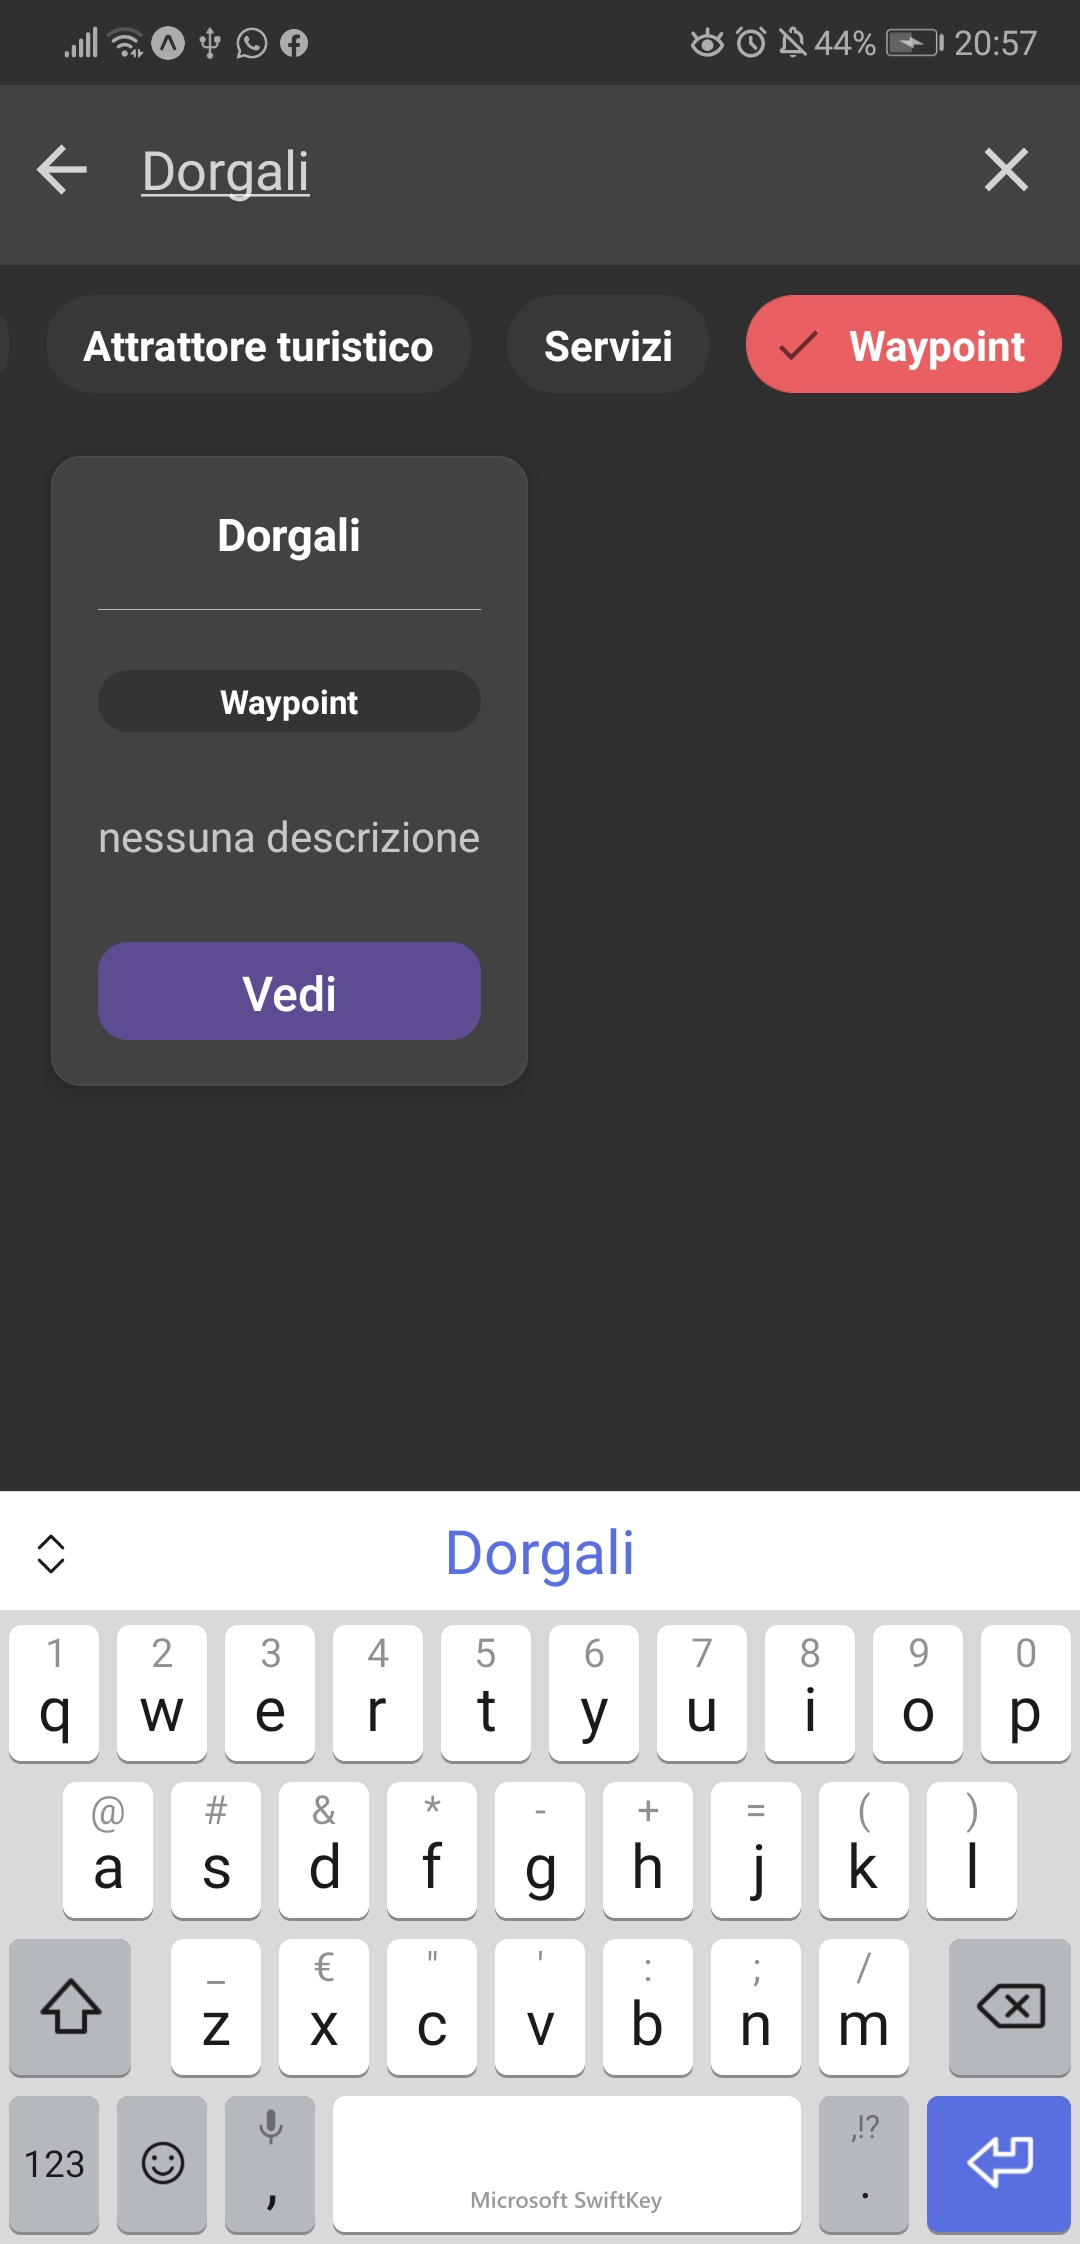 44% 20:57
Dorgali
Attrattore turistico Servizi Waypoint
Dorgali
Waypoint
nessuna descrizione
Vedi
Dorgali
1 2 3 4 5 6 7 8 9 0
q w e r t y u i o p
@ # & * - + = ( )
a s d f g h j k l
_ € " ' : ; /
z x c v b n m
,!?
123 , .
Microsoft SwiftKey